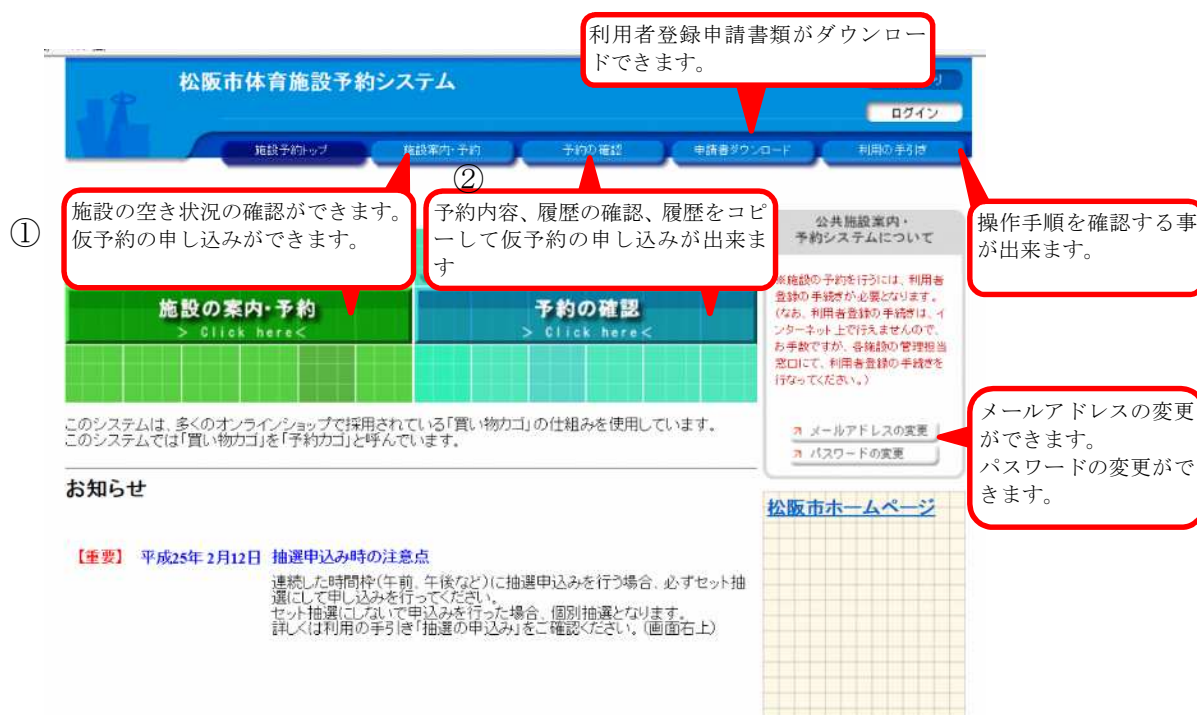 利用者登録申請書類がダウンロー
ドできます。
松阪市体育施設予約システム
ログイン
施設予約トップ
施設案内・予約
予約の確認
申請書ダウンロード
利用の手引き
①
施設の空き状況の確認ができます。
仮予約の申し込みができます。
②
予約内容、履歴の確認、履歴をコピ
ーして仮予約の申し込みが出来ま
す
操作手順を確認する事
が出来ます。
公共施設案内・
予約システムについて
※施設の予約を行うには、利用者
登録の手続きが必要となります。
(なお、利用者登録の手続きは、イ
ンターネット上で行えませんので、
お手数ですが、各施設の管理担当
窓口にて、利用者登録の手続きを
行なってください。)
施設の案内・予約
> Click here<
予約の確認
> Click here<
このシステムは、多くのオンラインショップで採用されている「買い物カゴ」の仕組みを使用しています。
このシステムでは「買い物カゴ」を「予約カゴ」と呼んでいます。
メールアドレスの変更
パスワードの変更
メールアドレスの変更
ができます。
パスワードの変更がで
きます。
お知らせ
松阪市ホームページ
【重要】 平成25年2月12日 抽選申込み時の注意点
連続した時間枠(午前、午後など)に抽選申込みを行う場合、必ずセット抽
選にして申し込みを行ってください。
セット抽選にしないで申込みを行った場合、個別抽選となります。
詳しくは利用の手引き「抽選の申込み」をご確認ください。(画面右上)